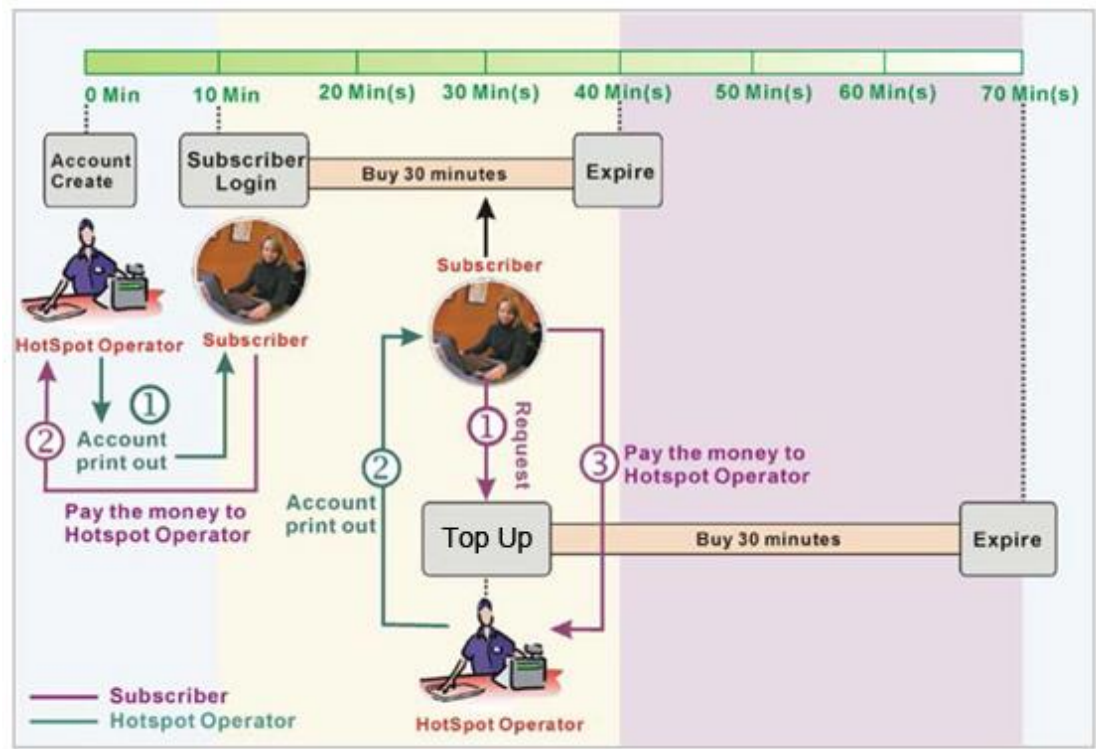 0 Min 10 Min 20 Min(s) 30 Min(s) 40 Min(s) 50 Min(s) 60 Min(s) 70 Min(s)
Account
Create
Subscriber
Login
Buy 30 minutes
Expire
HotSpot Operator
Subscriber
Subscriber
1
Account
print out
2
Pay the money to
Hotspot Operator
1
Request
2
Account
print out
3
Pay the money to
Hotspot Operator
Top Up
Buy 30 minutes
Expire
HotSpot Operator
Subscriber
Hotspot Operator